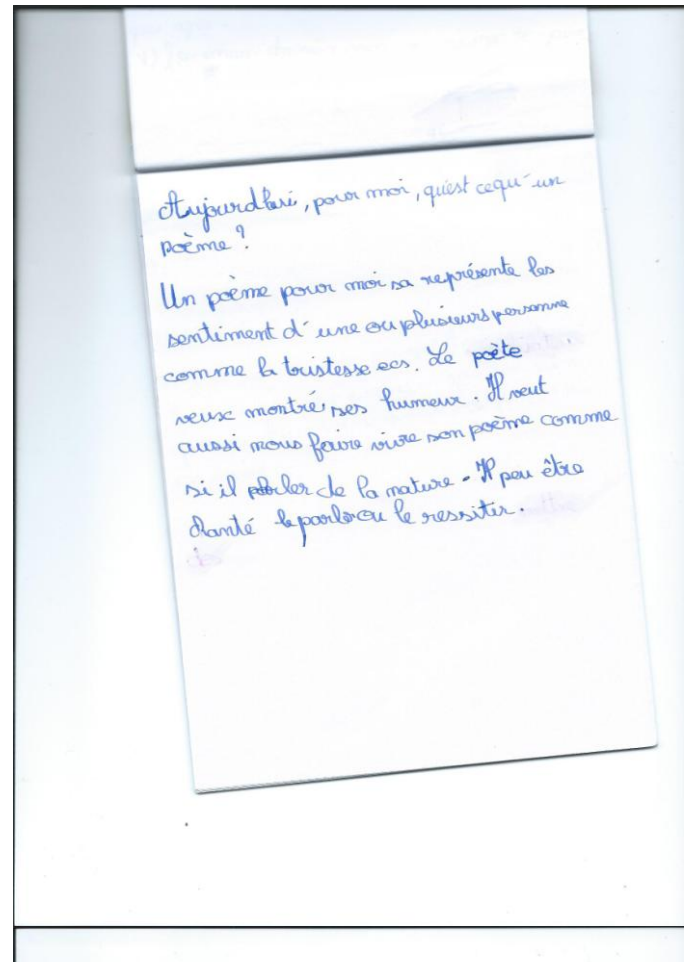 Aujourd'hui, pour moi, qu'est cequ'un
poème ?
Un poème pour moi sa représente les
sentiment d'une ou plusieurs personne
comme la tristesse ecs. Le poète
veux montré ses humeur. Il veut
aussi nous faire vivre son poème comme
si il parler de la nature - Il peu être
chanté le parler ou le ressiter.